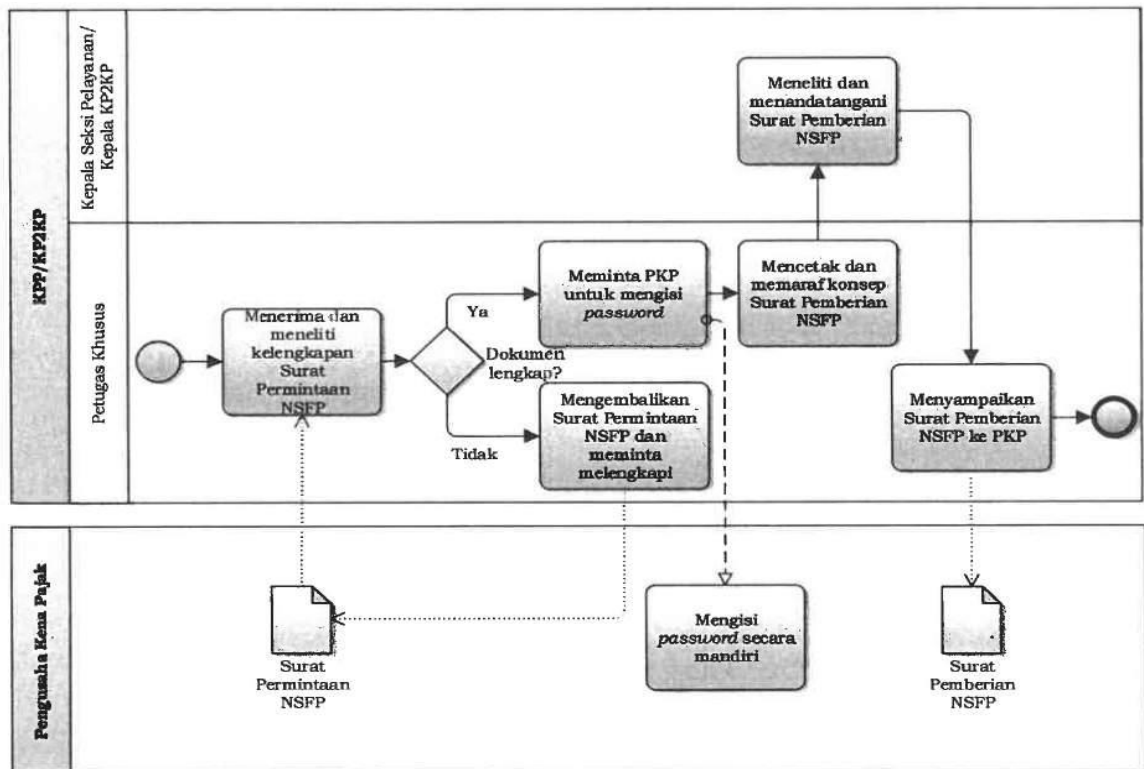 KPP/KP2KP
Kepala Seksi Pelayanan/
Kepala KP2KP
Meneliti dan
menandatangani
Surat Pemberian
NSFP
Petugas Khusus
Menerima dan
meneliti
kelengkapan
Surat
Permintaan
NSFP
Ya
Dokumen
lengkap?
Tidak
Meminta PKP
untuk mengisi
password
Mencetak dan
memaraf konsep
Surat Pemberian
NSFP
Mengembalikan
Surat Permintaan
NSFP dan
meminta
melengkapi
Menyampaikan
Surat Pemberian
NSFP ke PKP
Pengusaha Kena Pajak
Surat
Permintaan
NSFP
Mengisi
password secara
mandiri
Surat
Pemberian
NSFP